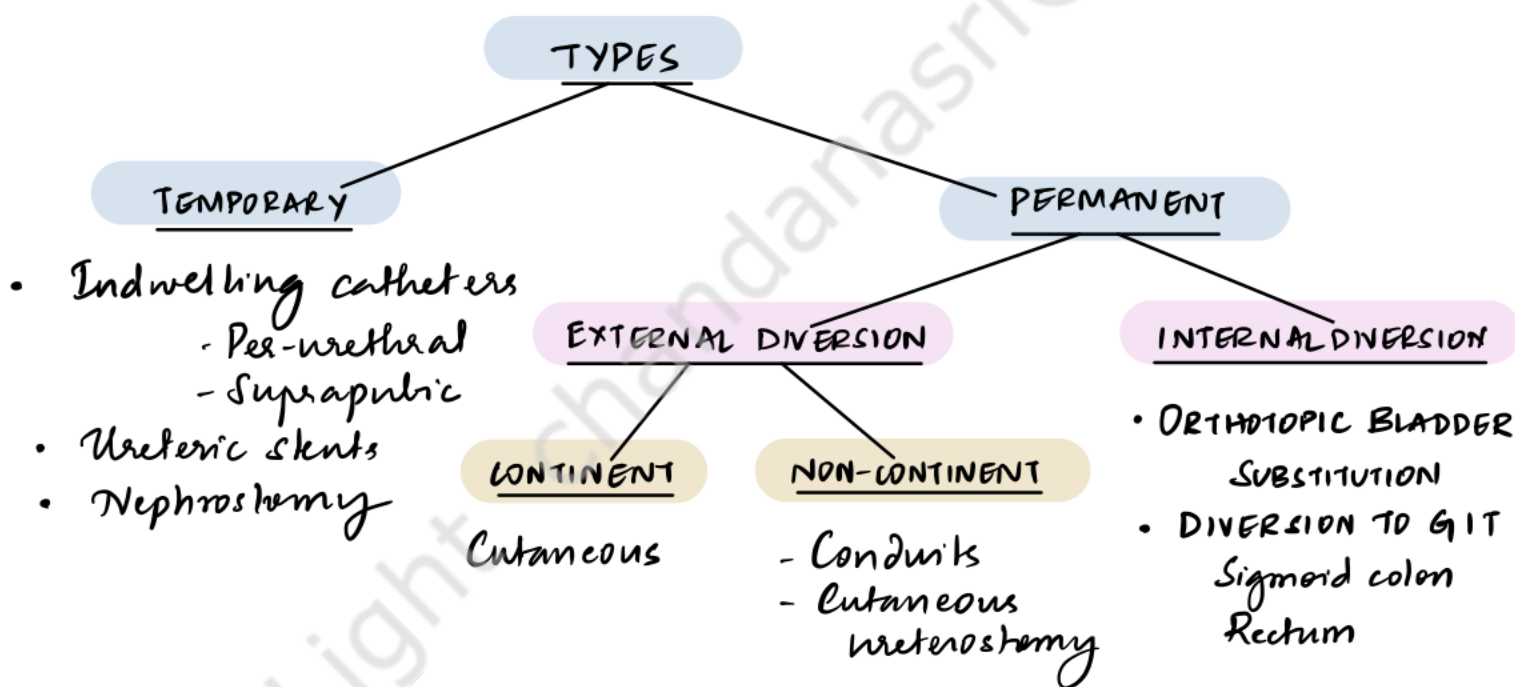 TYPES
TEMPORARY
• Indwelling catheters
- Per-urethral
- Suprapubic
• Ureteric stents
• Nephrostomy
PERMANENT
EXTERNAL DIVERSION
CONTINENT
Cutaneous
NON-CONTINENT
- Conduits
- Cutaneous
ureterostomy
INTERNAL DIVERSION
• ORTHOTOPIC BLADDER
SUBSTITUTION
• DIVERSION TO GIT
Sigmoid colon
Rectum